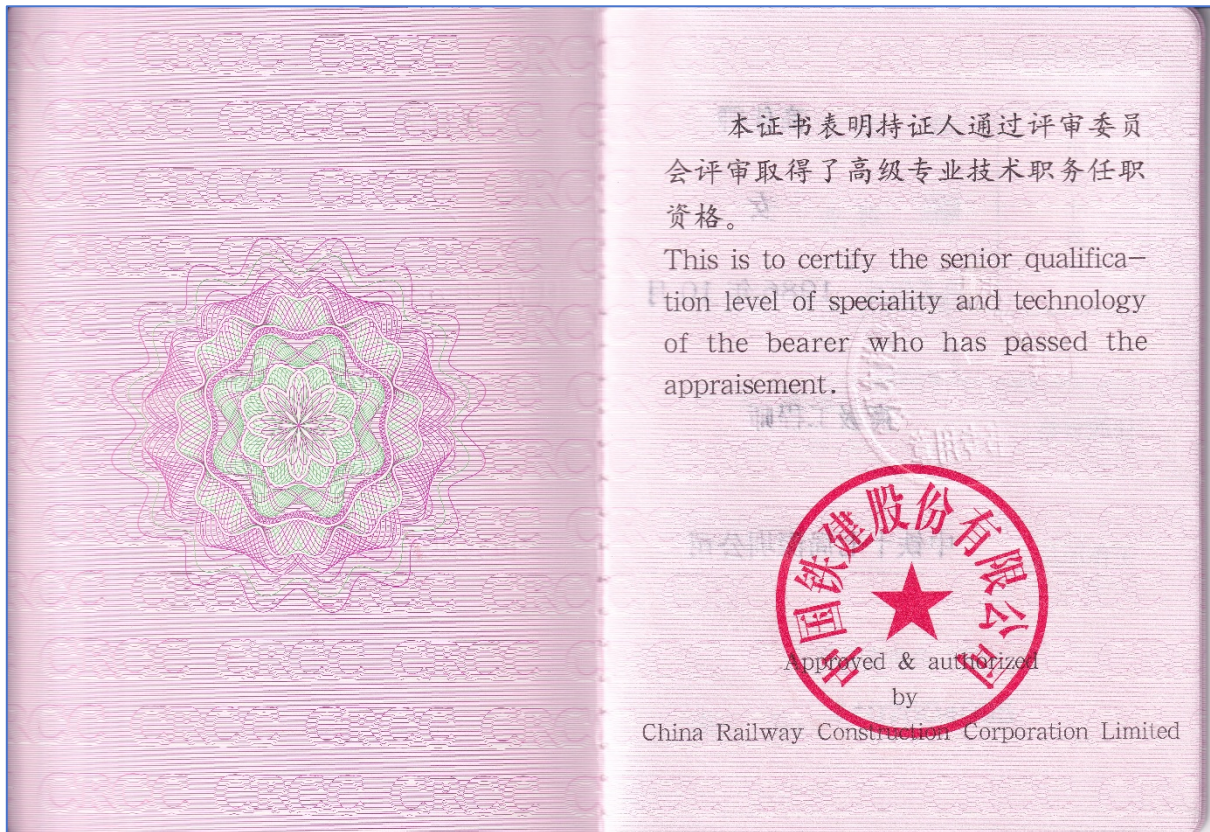 本证书表明持证人通过评审委员
会评审取得了高级专业技术职务任职
资格。
This is to certify the senior qualifica-
tion level of speciality and technology
of the bearer who has passed the
appraisement.
中国铁建股份有限公司
Approved & authorized
by
China Railway Construction Corporation Limited